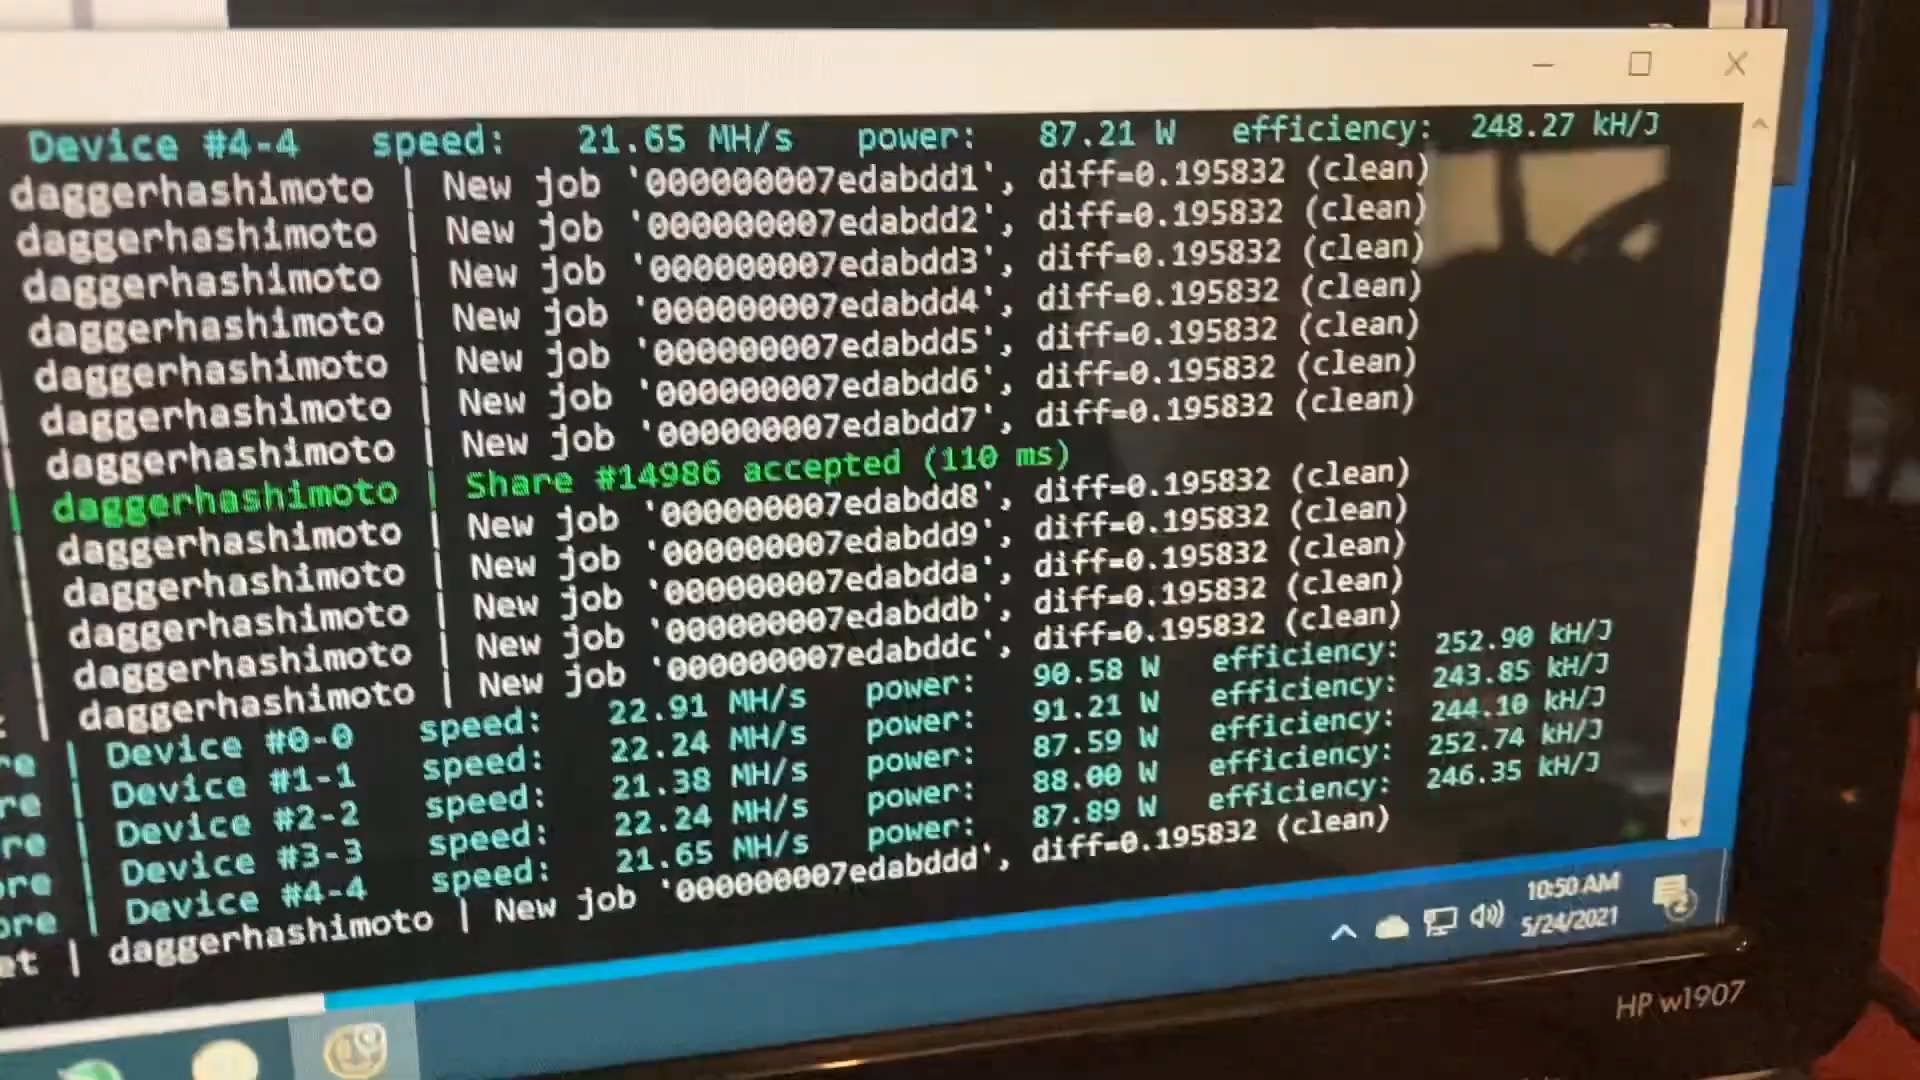 Device #4-4 speed: 21.65 MH/s power: 87.21 W efficiency: 248.27 kH/J
daggerhashimoto | New job '000000007edabdd1', diff=0.195832 (clean)
daggerhashimoto | New job '000000007edabdd2', diff=0.195832 (clean)
daggerhashimoto | New job '000000007edabdd3', diff=0.195832 (clean)
daggerhashimoto | New job '000000007edabdd4', diff=0.195832 (clean)
daggerhashimoto | New job '000000007edabdd5', diff=0.195832 (clean)
daggerhashimoto | New job '000000007edabdd6', diff=0.195832 (clean)
daggerhashimoto | New job '000000007edabdd7', diff=0.195832 (clean)
| daggerhashimoto | Share #14986 accepted (110 ms)
| daggerhashimoto | New job '000000007edabdd8', diff=0.195832 (clean)
| daggerhashimoto | New job '000000007edabdd9', diff=0.195832 (clean)
| daggerhashimoto | New job '000000007edabdda', diff=0.195832 (clean)
| daggerhashimoto | New job '000000007edabddb', diff=0.195832 (clean)
| daggerhashimoto | New job '000000007edabddc', diff=0.195832 (clean)
re | Device #0-0 speed: 22.91 MH/s power: 90.58 W efficiency: 252.90 kH/J
re | Device #1-1 speed: 22.24 MH/s power: 91.21 W efficiency: 243.85 kH/J
re | Device #2-2 speed: 21.38 MH/s power: 87.59 W efficiency: 244.10 kH/J
ore | Device #3-3 speed: 22.24 MH/s power: 88.00 W efficiency: 252.74 kH/J
ore | Device #4-4 speed: 21.65 MH/s power: 87.89 W efficiency: 246.35 kH/J
et | daggerhashimoto | New job '000000007edabddd', diff=0.195832 (clean)
10:50 AM
5/24/2021
2
HP w1907